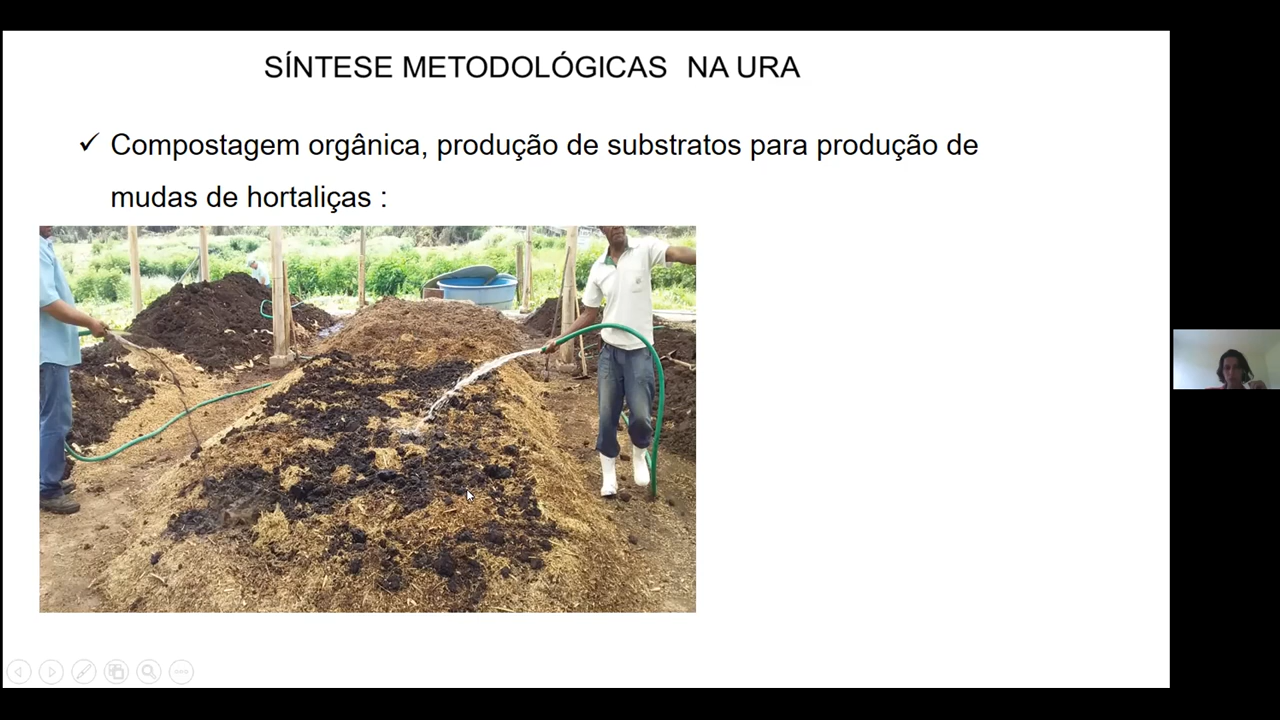 SÍNTESE METODOLÓGICAS NA URA
✓ Compostagem orgânica, produção de substratos para produção de
mudas de hortaliças :